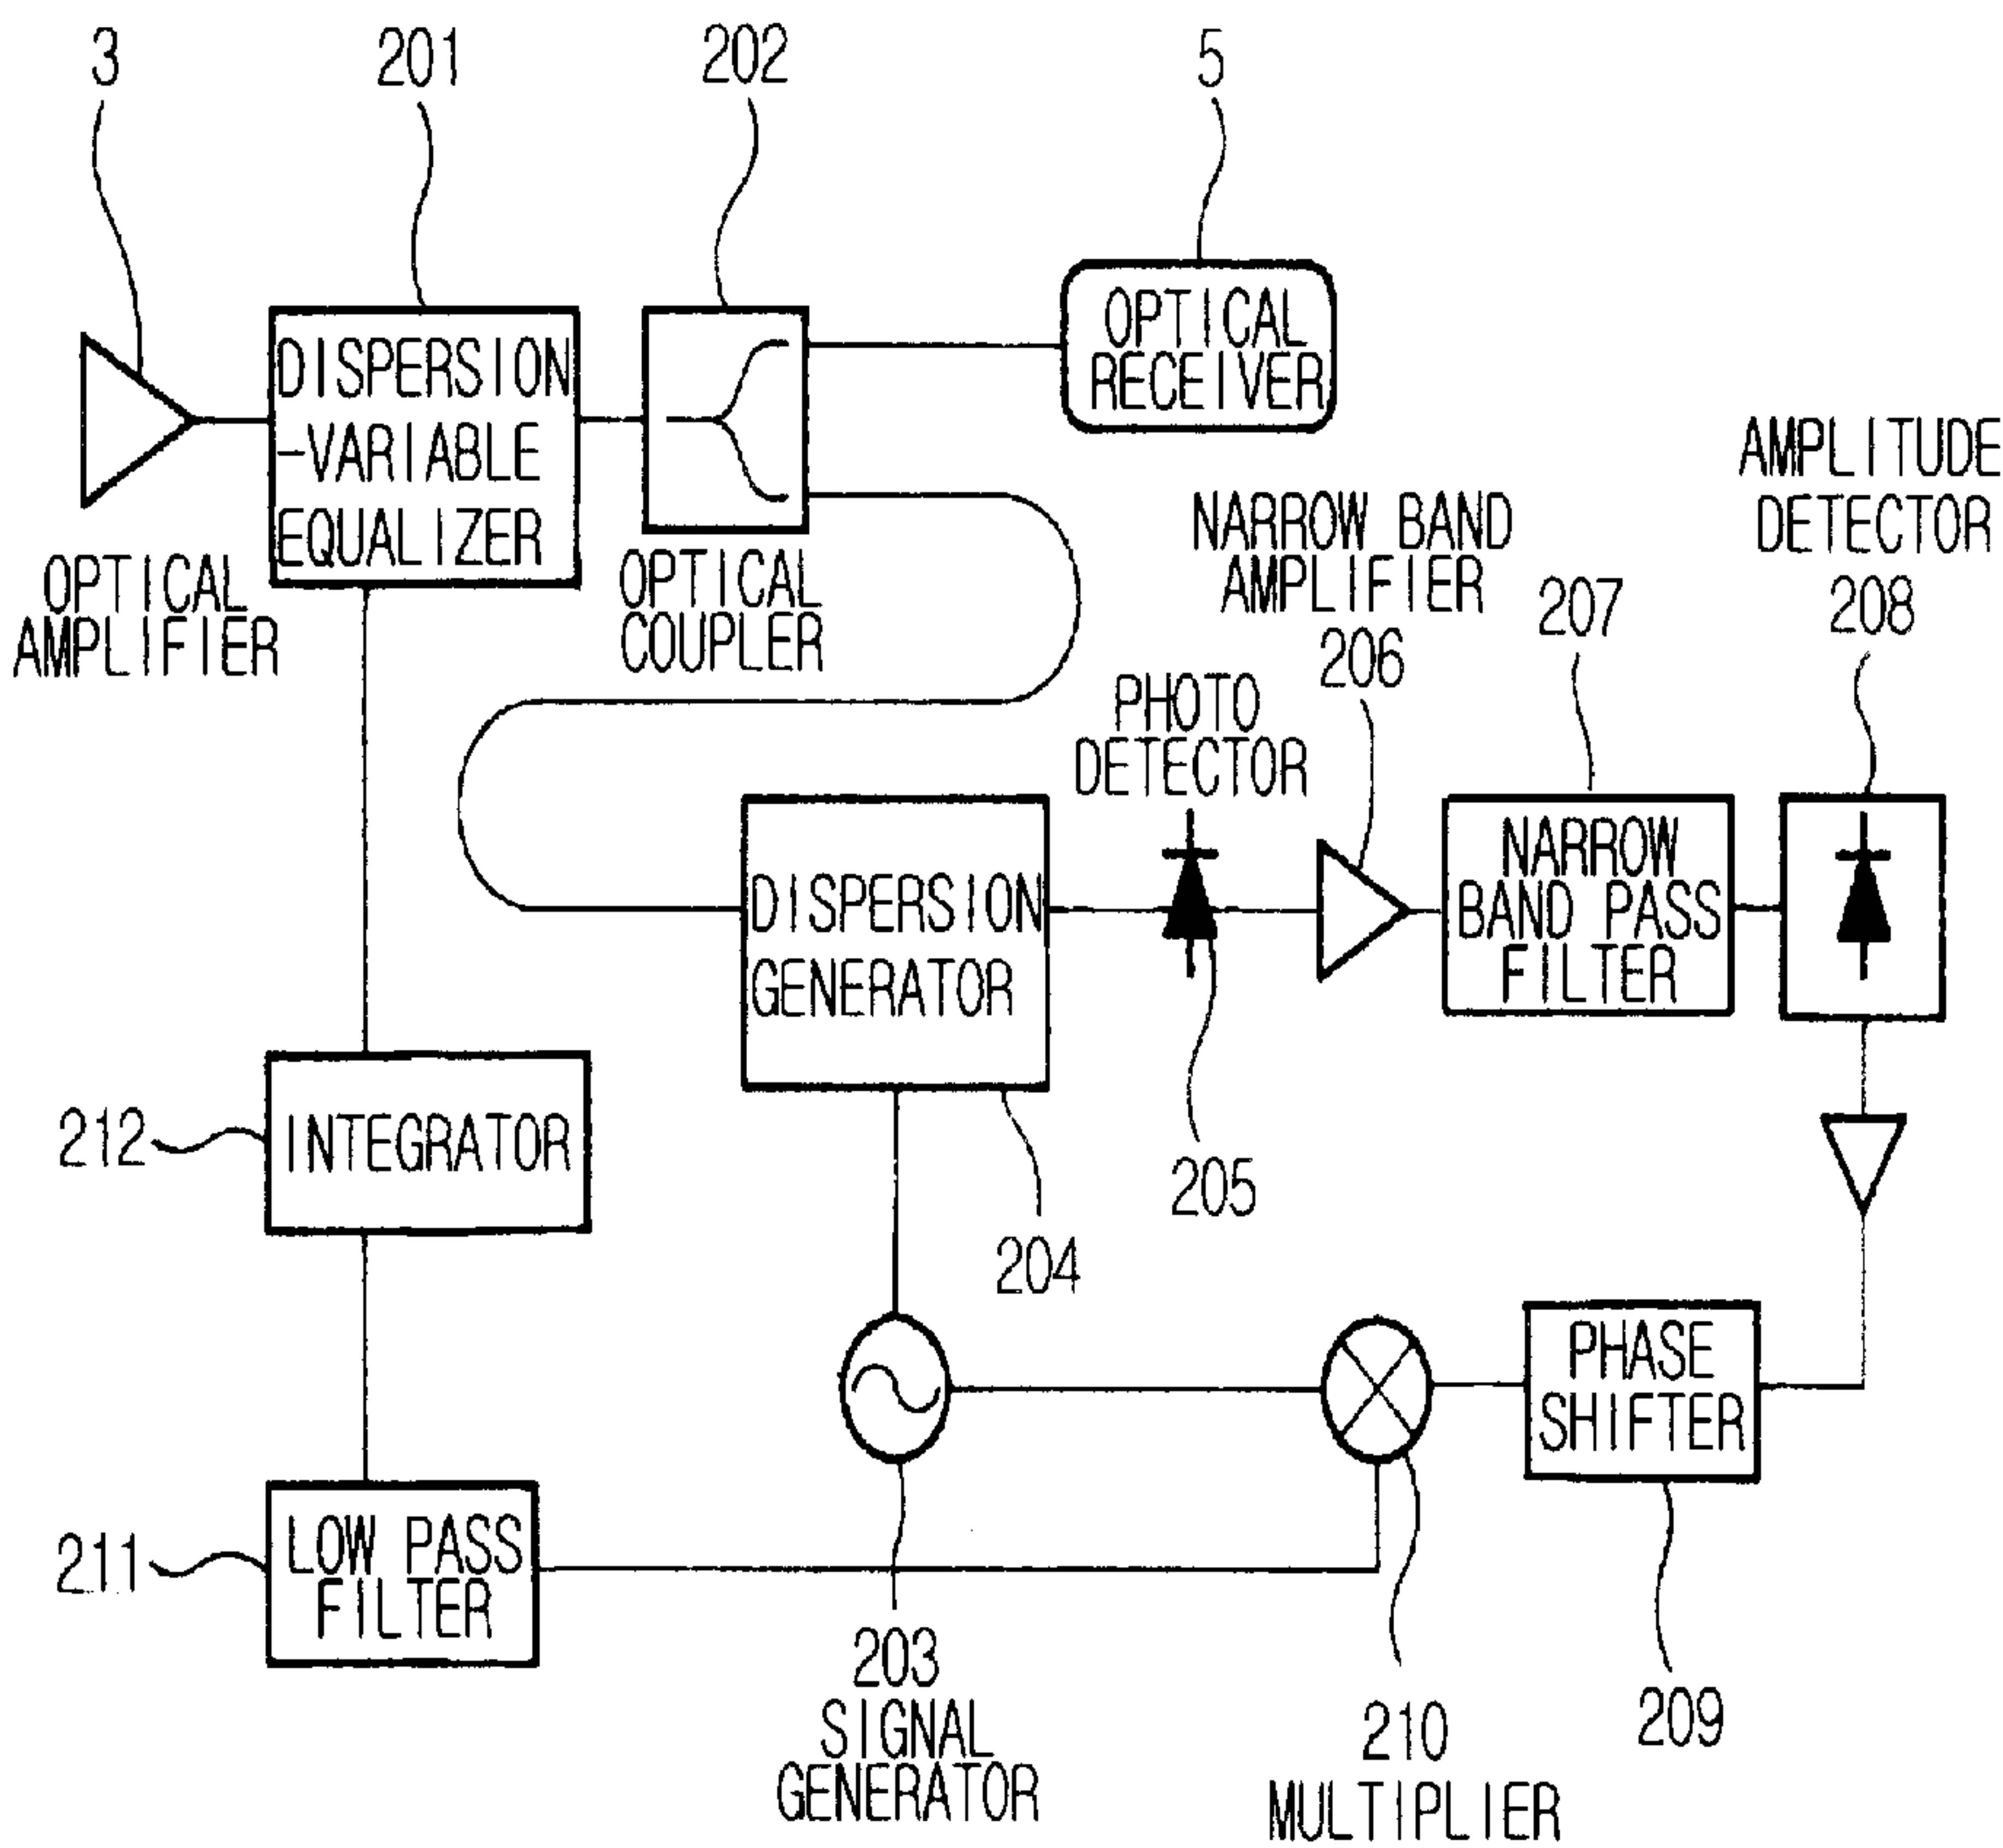 3
201
202
5
DISPERSION
-VARIABLE
EQUALIZER
OPTICAL
RECEIVER
OPTICAL
AMPLIFIER
OPTICAL
COUPLER
NARROW BAND
AMPLIFIER
206
207
AMPLITUDE
DETECTOR
208
PHOTO
DETECTOR
DISPERSION
GENERATOR
NARROW
BAND PASS
FILTER
212
INTEGRATOR
205
204
PHASE
SHIFTER
211
LOW PASS
FILTER
203
SIGNAL
GENERATOR
210
MULTIPLIER
209